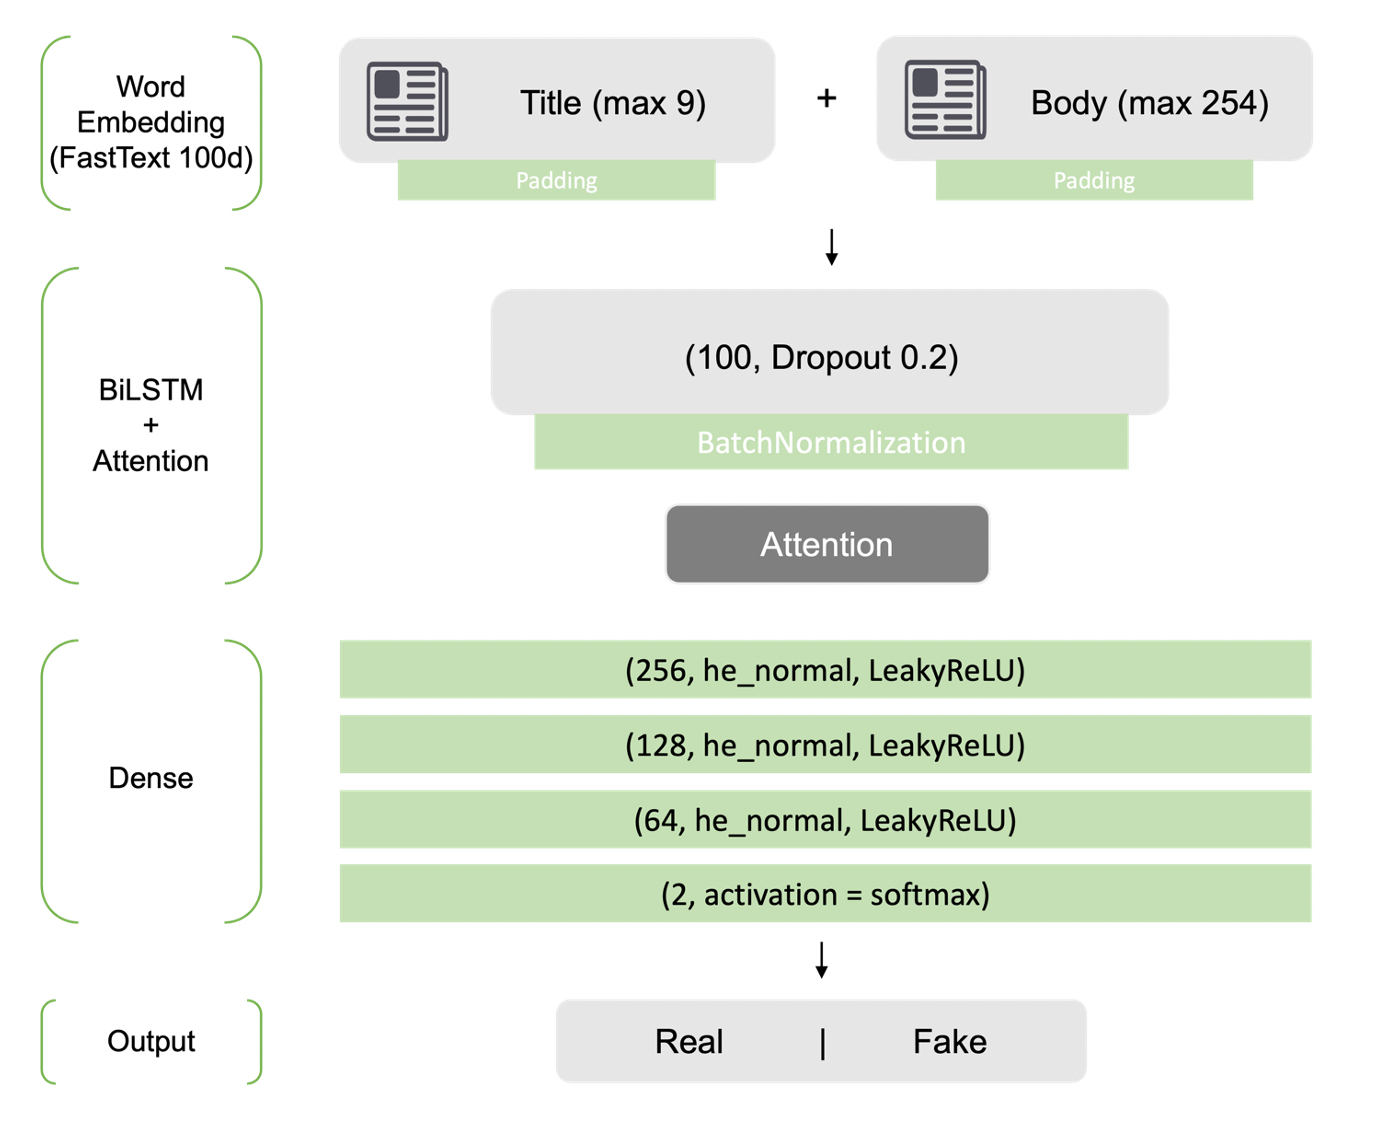 Word
Embedding
(FastText 100d)
Title (max 9)
+
Body (max 254)
Padding
Padding
BiLSTM
+
Attention
(100, Dropout 0.2)
BatchNormalization
Attention
Dense
(256, he_normal, LeakyReLU)
(128, he_normal, LeakyReLU)
(64, he_normal, LeakyReLU)
(2, activation = softmax)
Output
Real | Fake